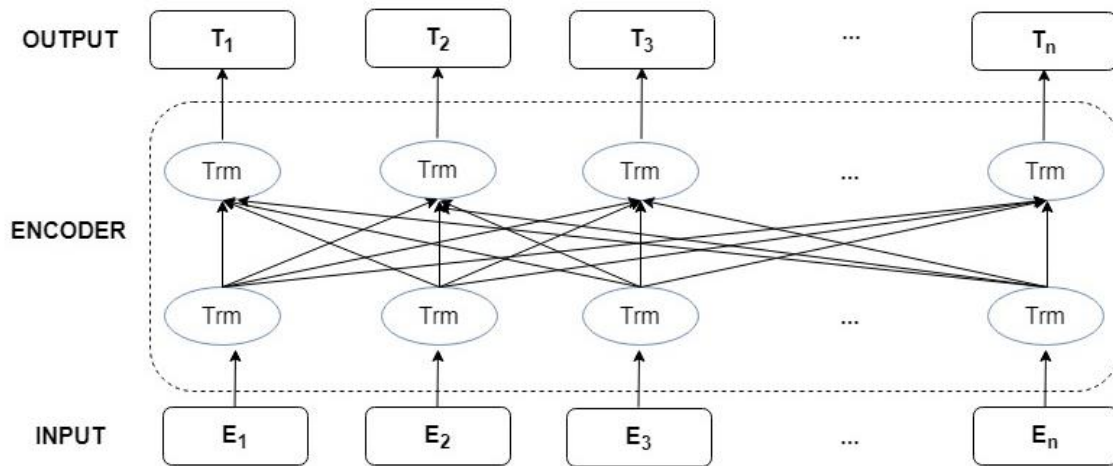 OUTPUT T₁ T₂ T₃ ... Tₙ
Trm Trm Trm ... Trm
ENCODER
Trm Trm Trm ... Trm
INPUT E₁ E₂ E₃ ... Eₙ